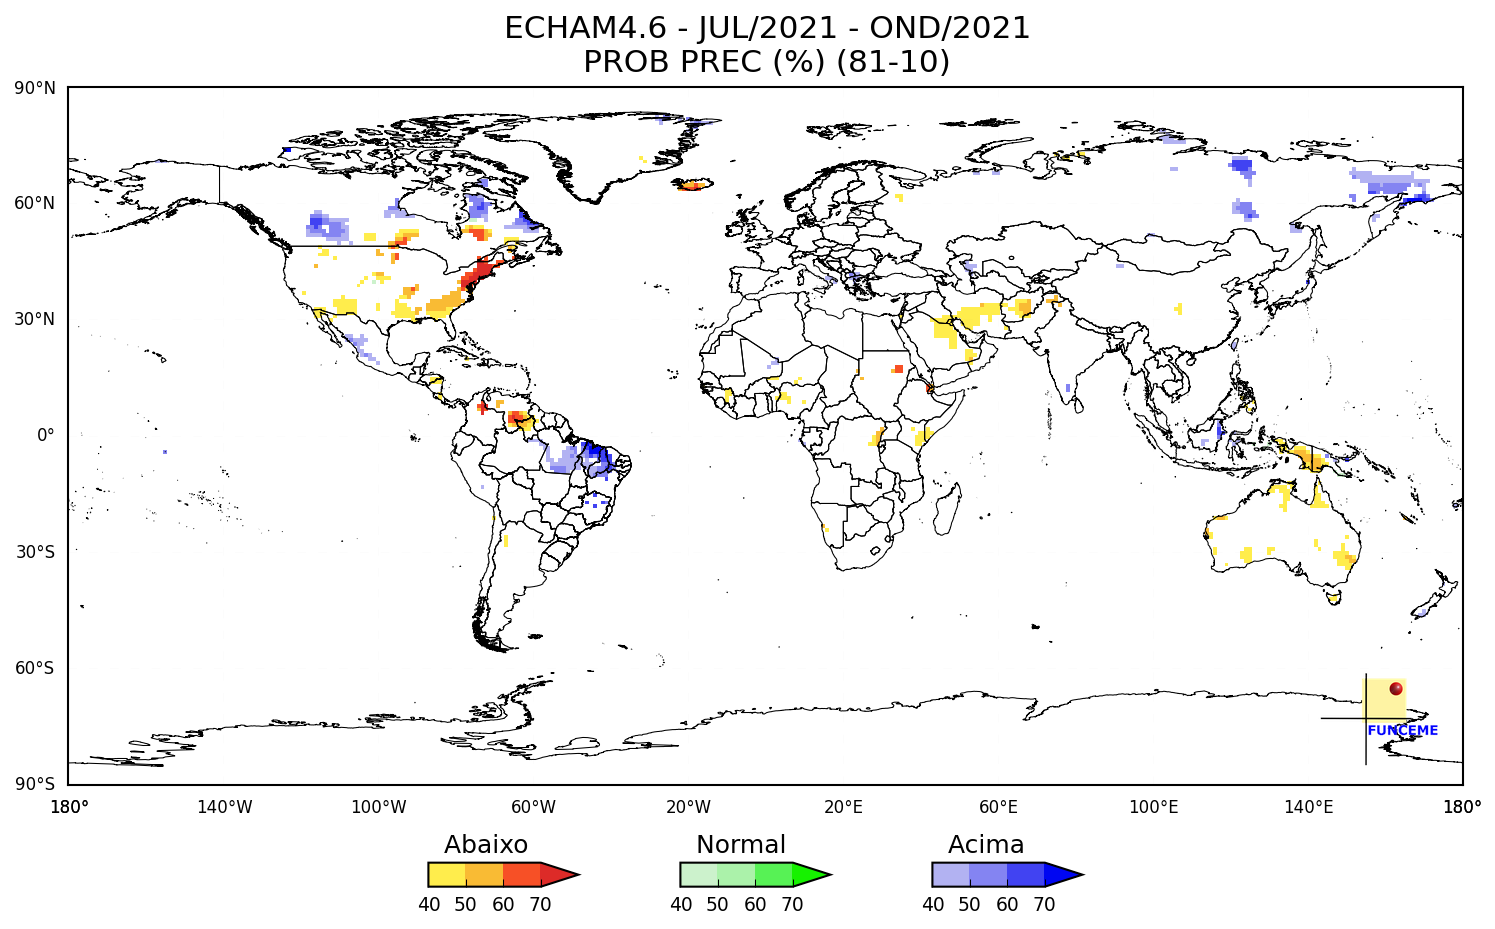 ECHAM4.6 - JUL/2021 - OND/2021
PROB PREC (%) (81-10)
90°N
60°N
30°N
0°
30°S
60°S
90°S
FUNCEME
180° 140°W 100°W 60°W 20°W 20°E 60°E 100°E 140°E 180°
Abaixo Normal Acima
40 50 60 70 40 50 60 70 40 50 60 70